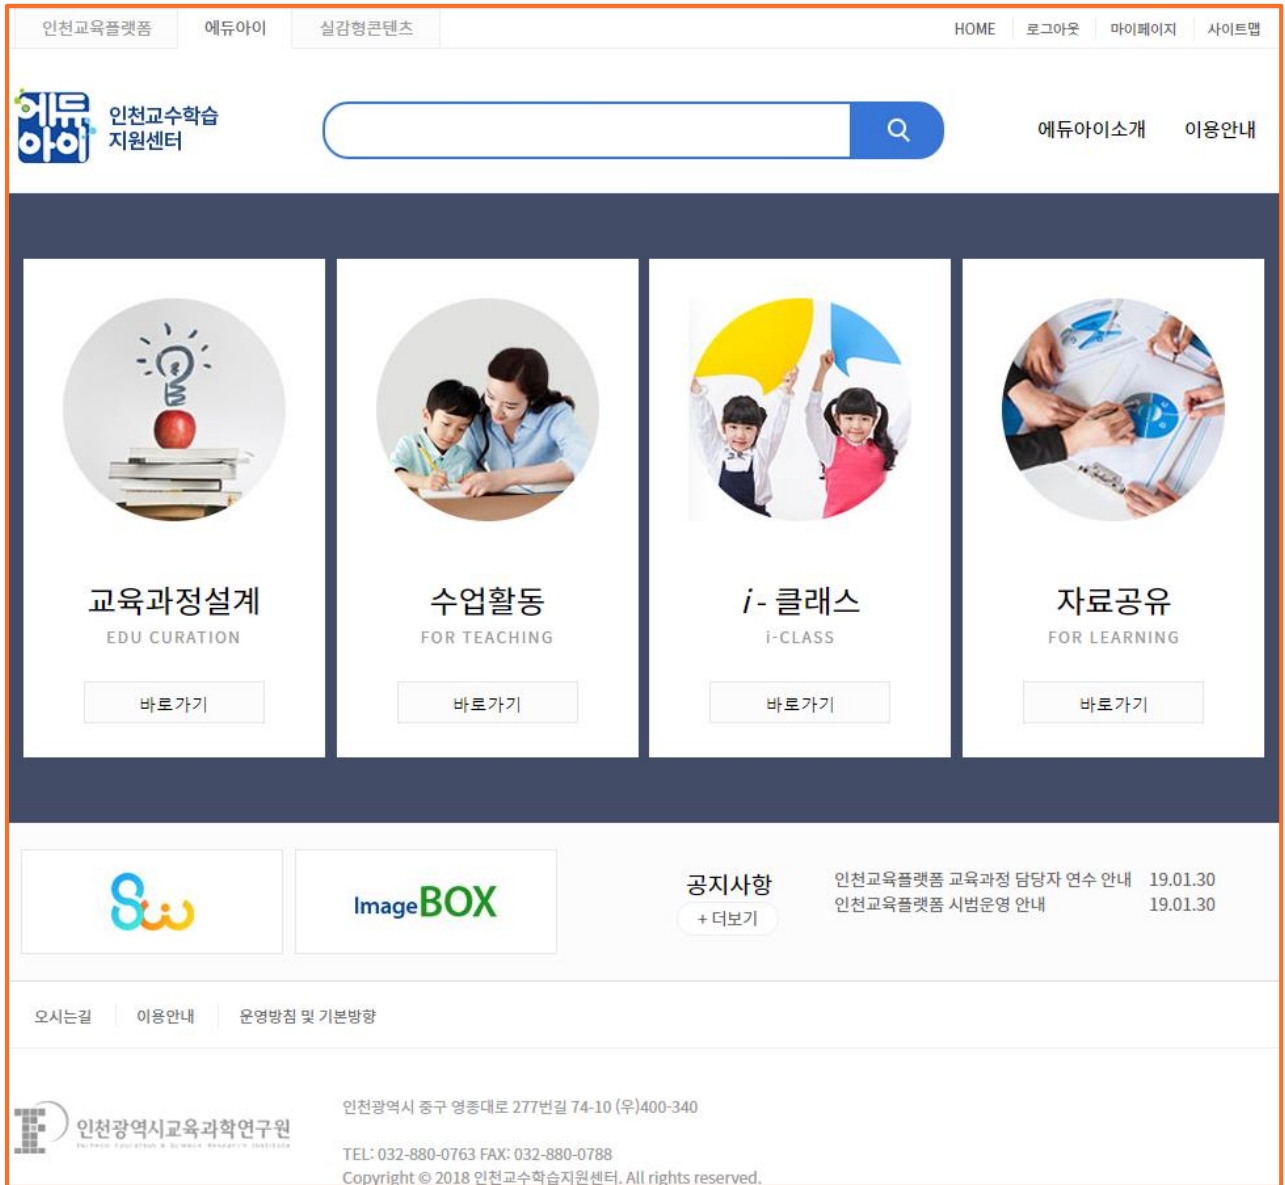 인천교육플랫폼 에듀아이 실감형콘텐츠 HOME 로그아웃 마이페이지 사이트맵
에듀
아이
인천교수학습
지원센터
에듀아이소개 이용안내
교육과정설계
EDU CURATION
바로가기
수업활동
FOR TEACHING
바로가기
i - 클래스
i-CLASS
바로가기
자료공유
FOR LEARNING
바로가기
Sw
ImageBOX
공지사항
+ 더보기
인천교육플랫폼 교육과정 담당자 연수 안내 19.01.30
인천교육플랫폼 시범운영 안내 19.01.30
오시는길 이용안내 운영방침 및 기본방향
인천광역시교육과학연구원
인천광역시 중구 영종대로 277번길 74-10 (우)400-340
TEL: 032-880-0763 FAX: 032-880-0788
Copyright © 2018 인천교수학습지원센터. All rights reserved.